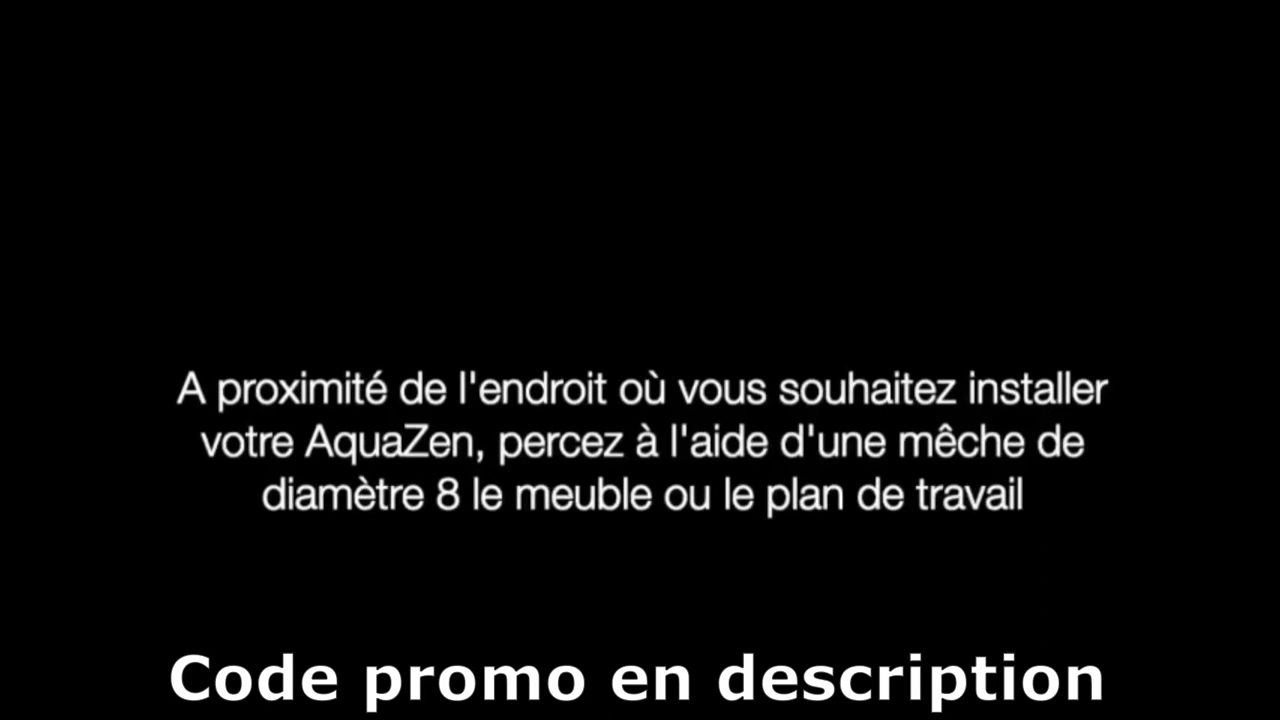 A proximité de l'endroit où vous souhaitez installer
votre AquaZen, percez à l'aide d'une mêche de
diamètre 8 le meuble ou le plan de travail
Code promo en description